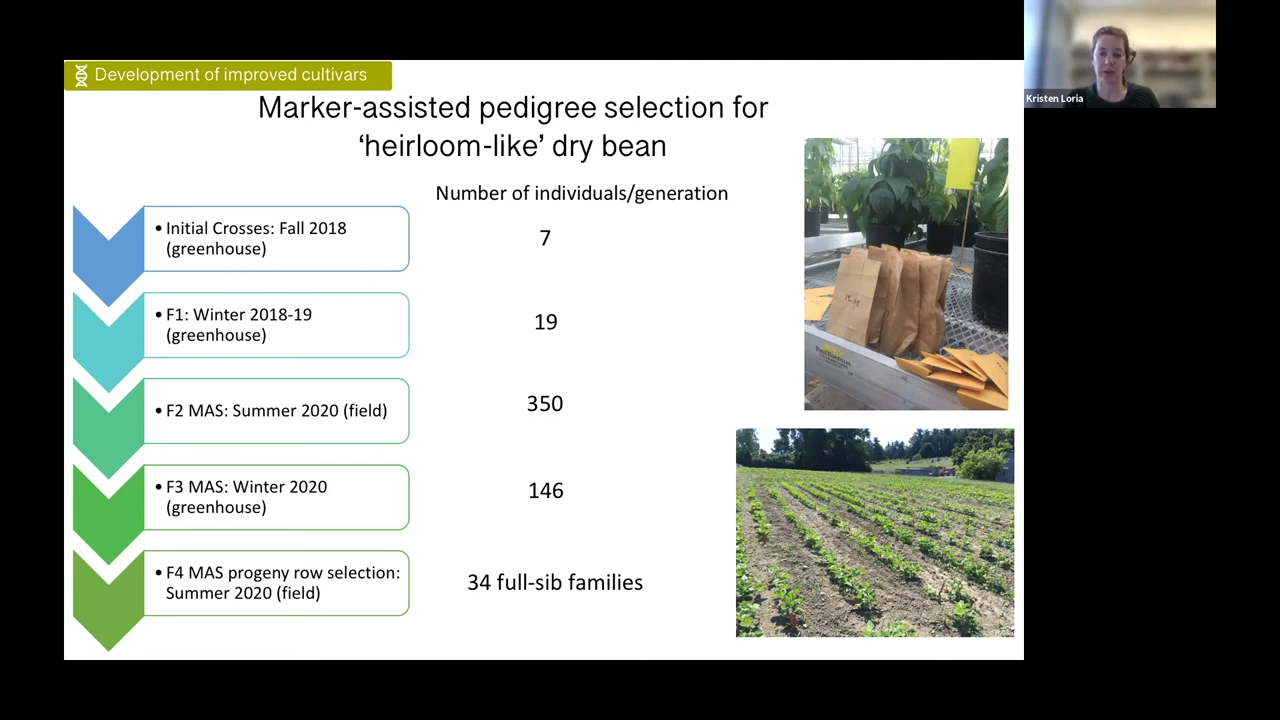 Development of improved cultivars
Marker-assisted pedigree selection for
‘heirloom-like’ dry bean
Number of individuals/generation
• Initial Crosses: Fall 2018
(greenhouse)
7
• F1: Winter 2018-19
(greenhouse)
19
• F2 MAS: Summer 2020 (field)
350
• F3 MAS: Winter 2020
(greenhouse)
146
• F4 MAS progeny row selection:
Summer 2020 (field)
34 full-sib families
Kristen Loria